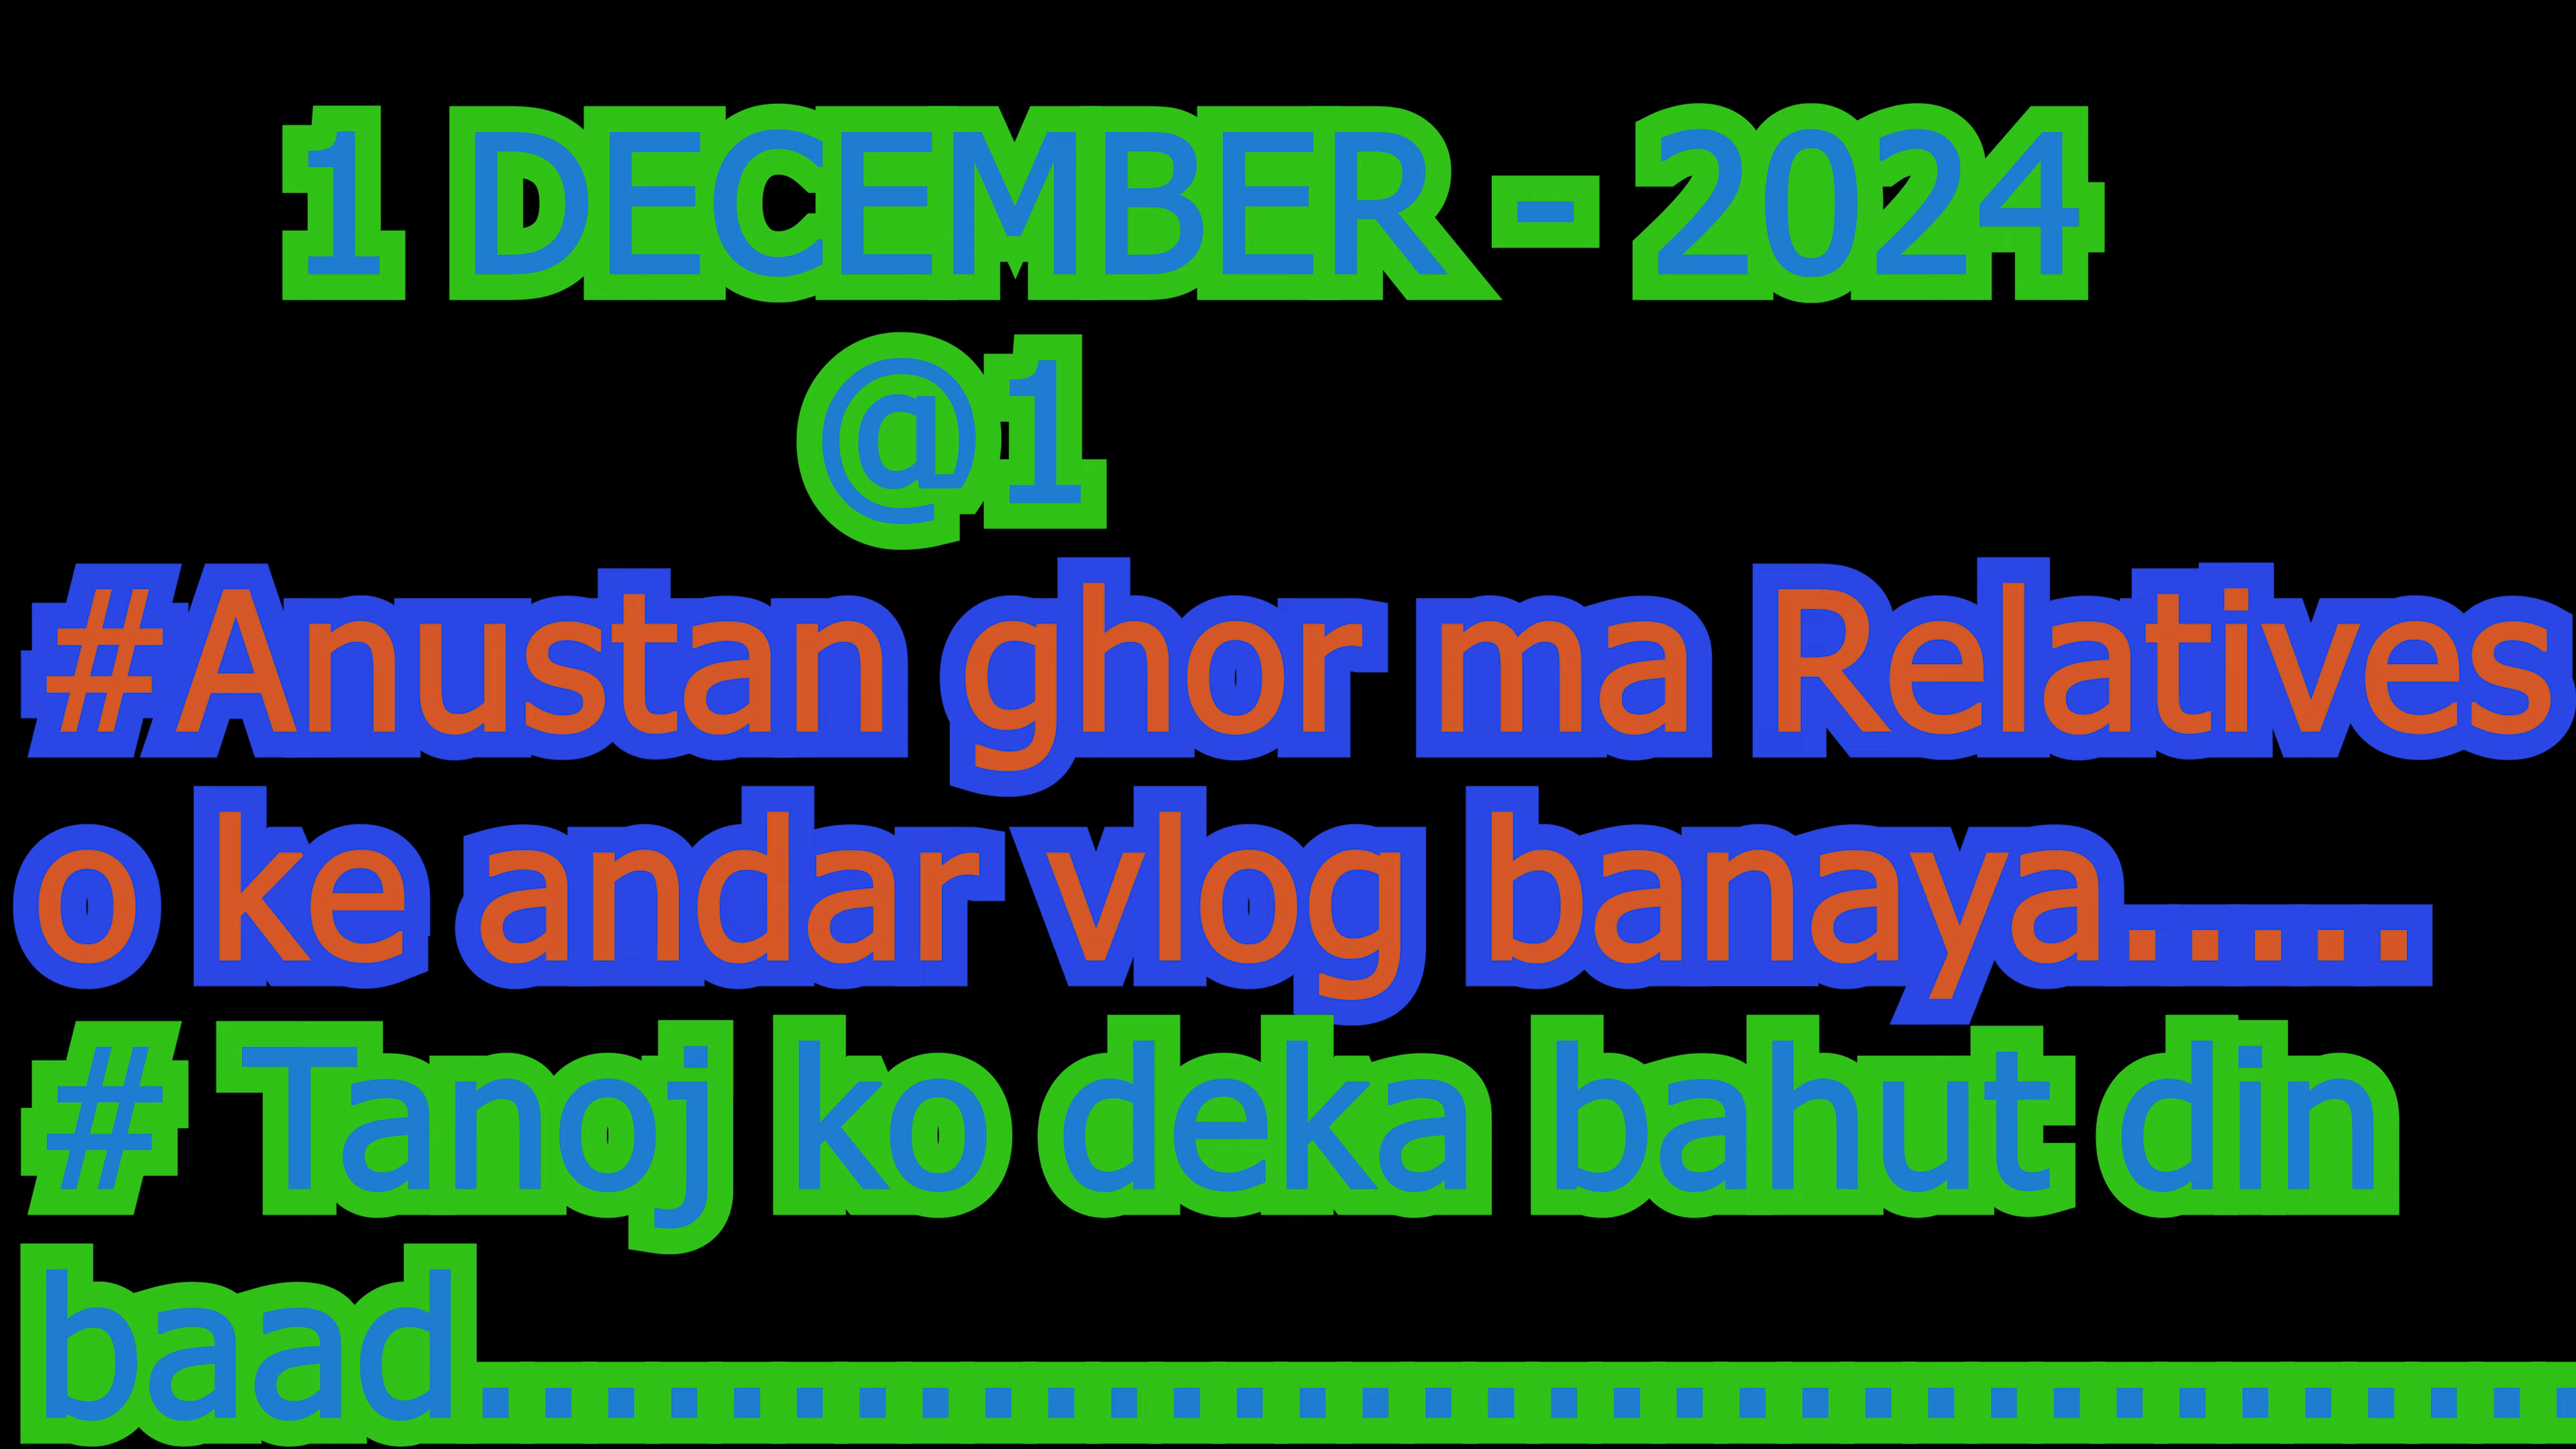 1 DECEMBER - 2024
@1
#Anustan ghor ma Relatives
o ke andar vlog banaya.....
# Tanoj ko deka bahut din
baad..................................